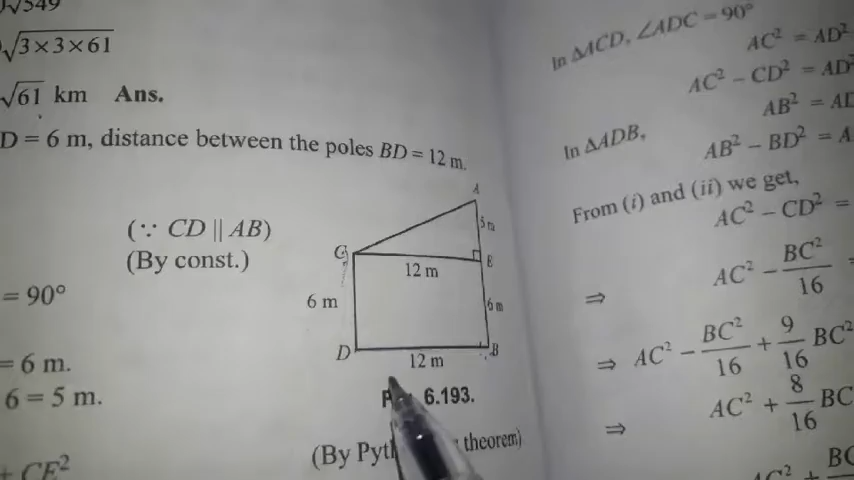 √549
√3×3×61
√61 km Ans.
D = 6 m, distance between the poles BD = 12 m.
(∵ CD || AB)
(By const.)
= 90°
= 6 m.
6 = 5 m.
+ CE²
A
5 m
C
E
12 m
6 m
6 m
D
B
12 m
6.193.
(By theorem)
In ΔACD, ∠ADC = 90°
AC² = AD²
AC² − CD² = AD²
AB² = AD
In ΔADB,
AB² − BD² = A
From (i) and (ii) we get,
AC² − CD² =
⇒ AC² − BC²/16 =
⇒ AC² − BC²/16 + 9/16 BC²
⇒ AC² + 8/16 BC
AC² + BC